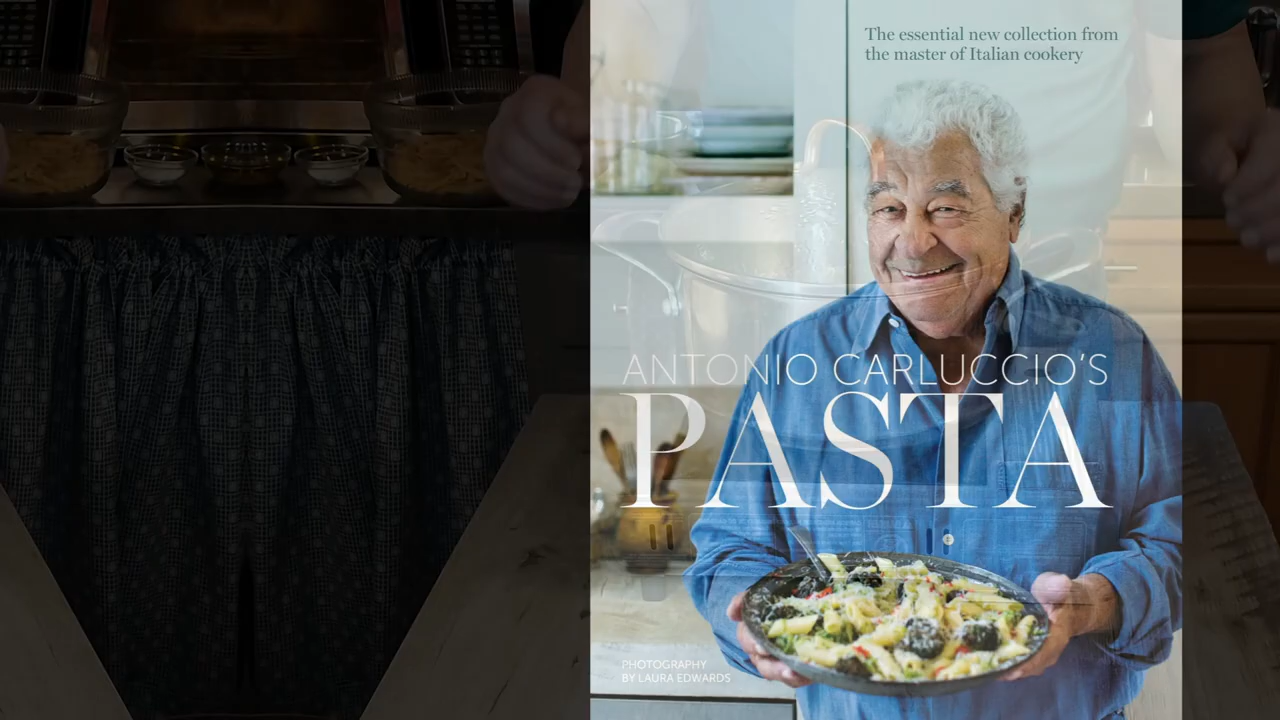 The essential new collection from
the master of Italian cookery
ANTONIO CARLUCCIO'S
PASTA
PHOTOGRAPHY
BY LAURA EDWARDS